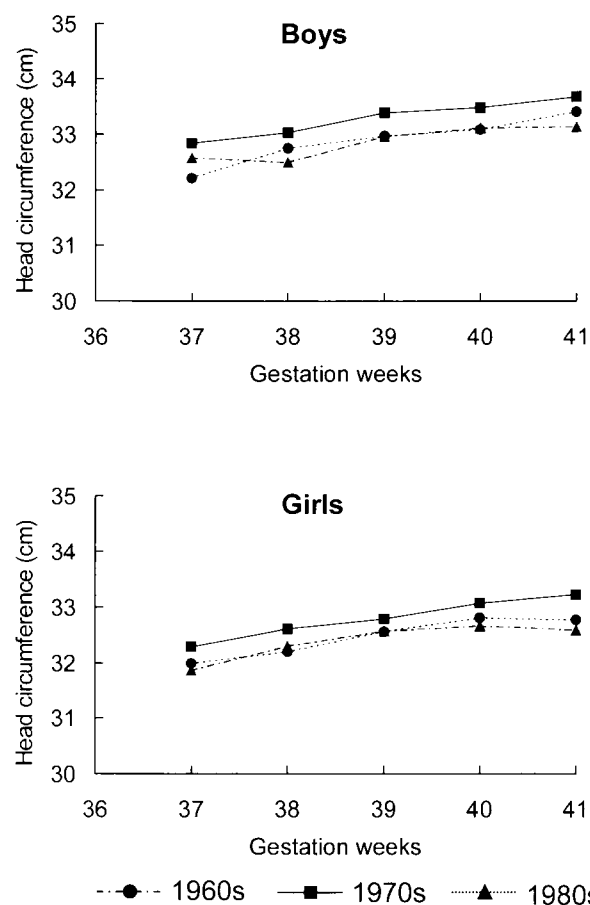 Boys
Head circumference (cm)
35
34
33
32
31
30
36 37 38 39 40 41
Gestation weeks
Girls
Head circumference (cm)
35
34
33
32
31
30
36 37 38 39 40 41
Gestation weeks
1960s 1970s 1980s